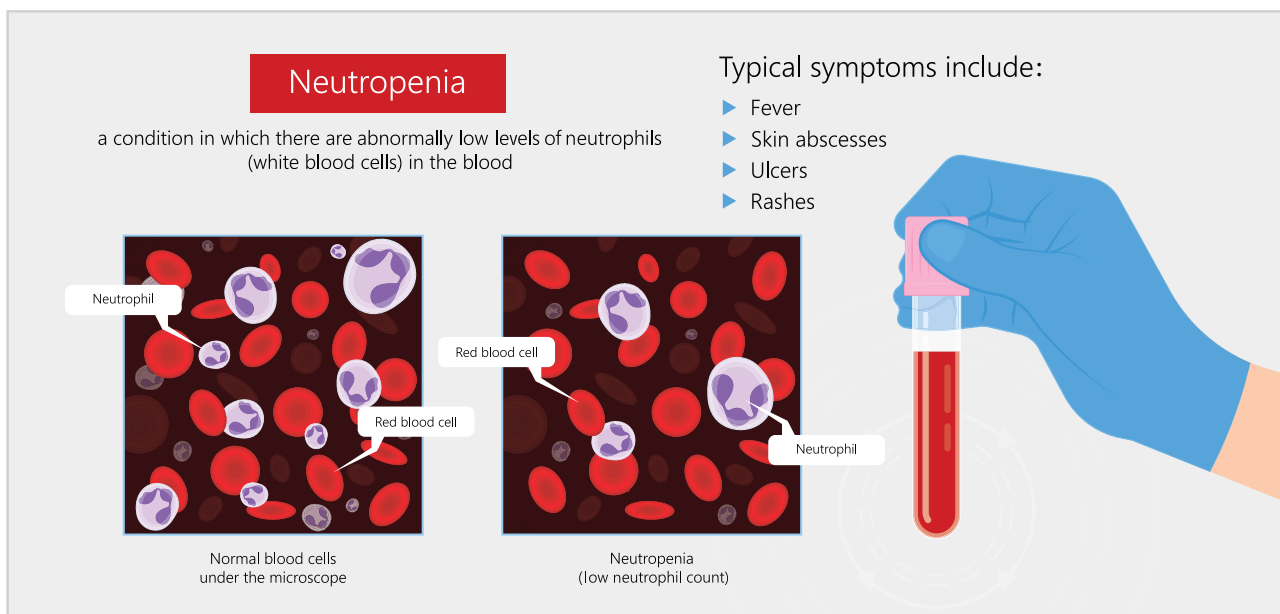 Neutropenia
a condition in which there are abnormally low levels of neutrophils
(white blood cells) in the blood
Typical symptoms include:
Fever
Skin abscesses
Ulcers
Rashes
Neutrophil
Red blood cell
Normal blood cells
under the microscope
Red blood cell
Neutrophil
Neutropenia
(low neutrophil count)